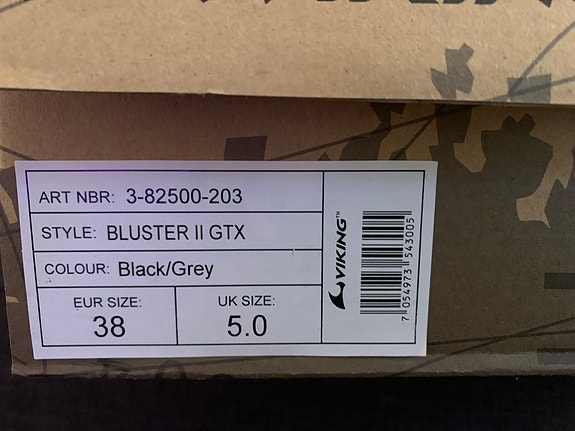 ART NBR: 3-82500-203
STYLE: BLUSTER II GTX
COLOUR: Black/Grey
EUR SIZE:
38
UK SIZE:
5.0
VIKING™
7 054973 543005